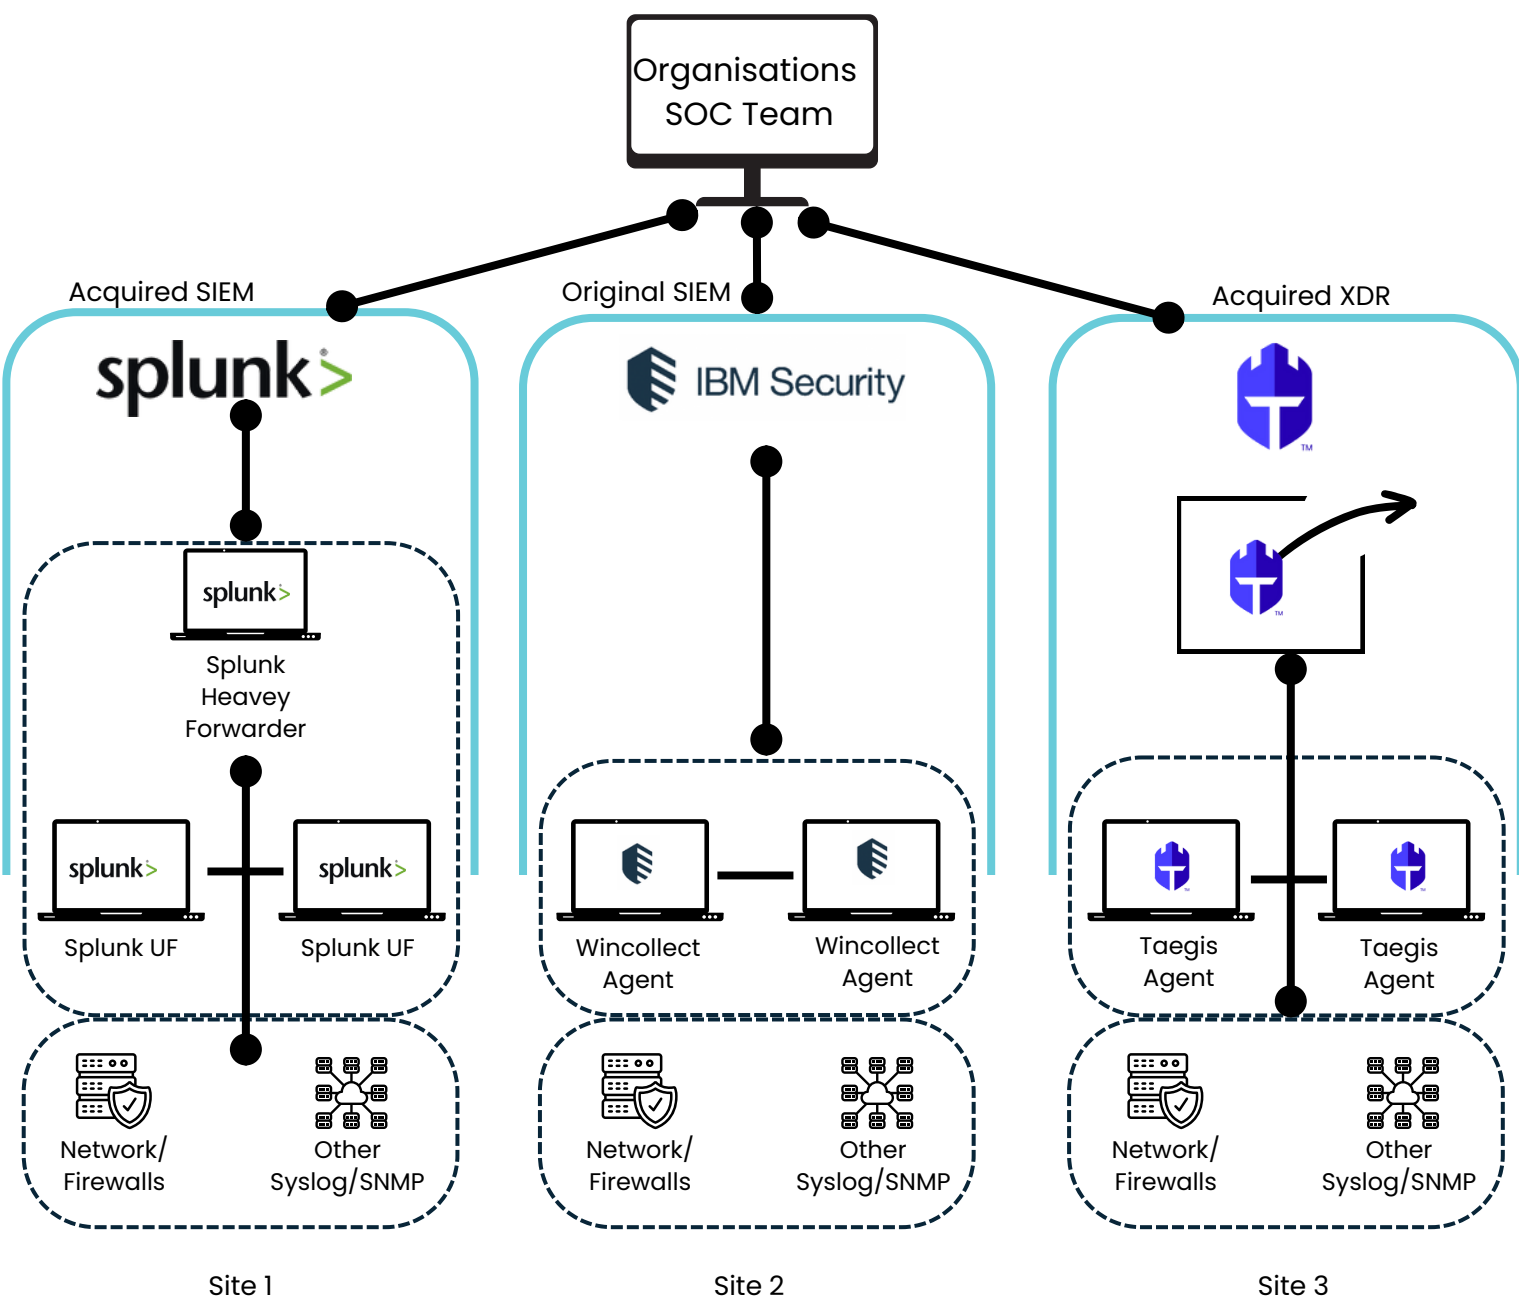 Organisations
SOC Team
Acquired SIEM
Original SIEM
Acquired XDR
splunk>
IBM Security
TM
splunk>
TM
Splunk
Heavey
Forwarder
splunk>
splunk>
Splunk UF
Splunk UF
Wincollect
Agent
Wincollect
Agent
Taegis
Agent
Taegis
Agent
Network/
Firewalls
Other
Syslog/SNMP
Network/
Firewalls
Other
Syslog/SNMP
Network/
Firewalls
Other
Syslog/SNMP
Site 1
Site 2
Site 3